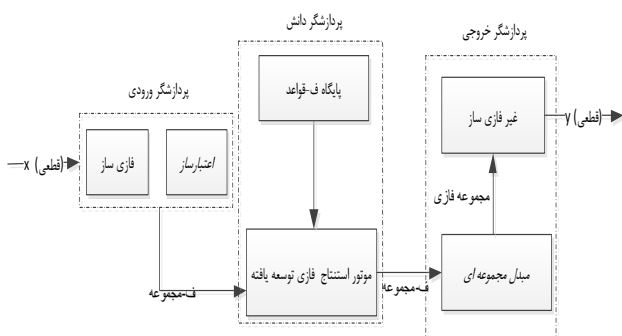 پردازشگر خروجی
پردازشگر دانش
پردازشگر ورودی
پایگاه ف-قواعد
غیر فازی ساز
y (قطعی)
x (قطعی)
فازی ساز
اعتبارساز
مجموعه فازی
موتور استنتاج فازی توسعه یافته
مبدل مجموعه ای
ف-مجموعه
ف-مجموعه